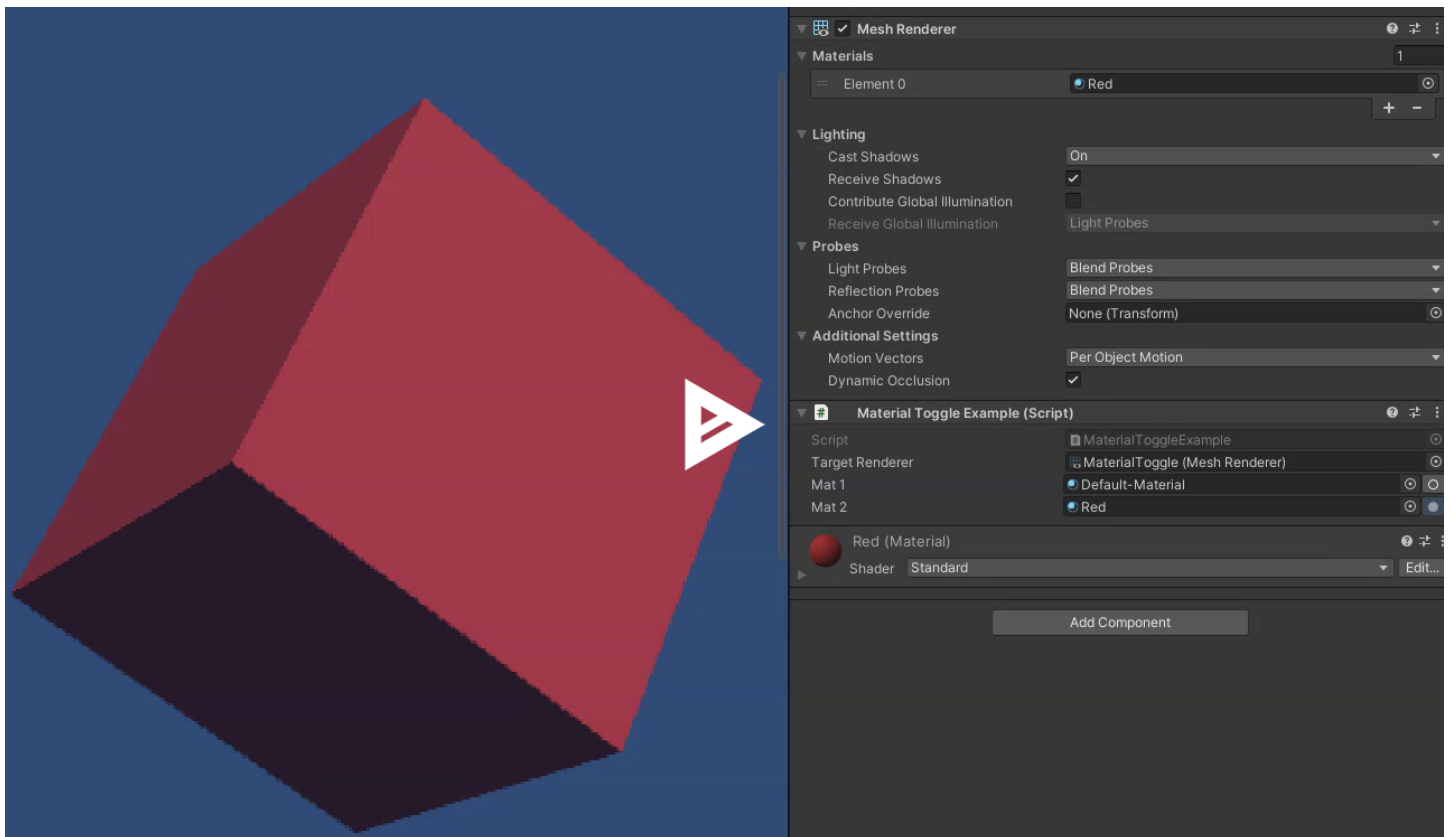 Mesh Renderer
Materials 1
Element 0 Red
+ −
Lighting
Cast Shadows On
Receive Shadows
Contribute Global Illumination
Receive Global Illumination Light Probes
Probes
Light Probes Blend Probes
Reflection Probes Blend Probes
Anchor Override None (Transform)
Additional Settings
Motion Vectors Per Object Motion
Dynamic Occlusion
# Material Toggle Example (Script)
Script MaterialToggleExample
Target Renderer MaterialToggle (Mesh Renderer)
Mat 1 Default-Material
Mat 2 Red
Red (Material)
Shader Standard Edit...
Add Component